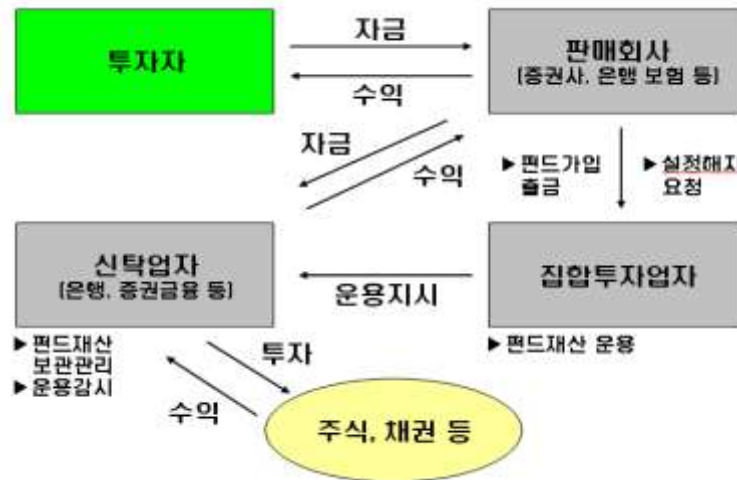 투자자
자금
수익
판매회사
(증권사, 은행 보험 등)
자금
수익
▶ 펀드가입
출금
▶ 실정해지
요청
신탁업자
(은행, 증권금융 등)
운용지시
집합투자업자
▶ 펀드재산
보관관리
▶ 운용감시
▶ 펀드재산 운용
투자
수익
주식, 채권 등